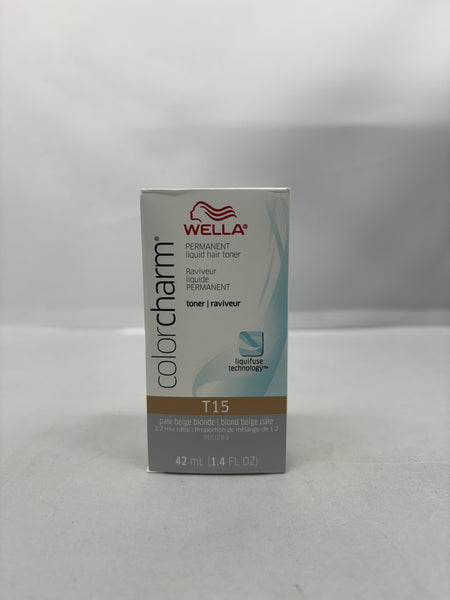 WELLA®
PERMANENT
liquid hair toner
Raviveur
liquide
PERMANENT
toner | raviveur
colorcharm®
liquifuse
technology™
T15
pale beige blonde | blond beige pâle
1:2 mix ratio | Proportion de mélange de 1:2
42 mL (1.4 FL OZ)